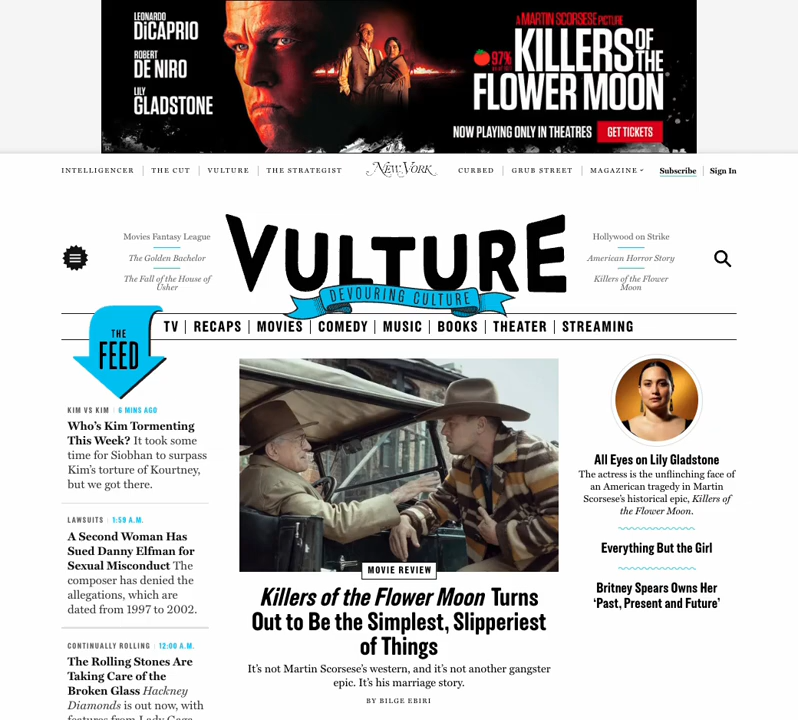 LEONARDO
DiCAPRIO
ROBERT
DE NIRO
LILY
GLADSTONE
A MARTIN SCORSESE PICTURE
97%
KILLERS OF THE
FLOWER MOON
NOW PLAYING ONLY IN THEATRES GET TICKETS
INTELLIGENCER THE CUT VULTURE THE STRATEGIST NEW YORK CURBED GRUB STREET MAGAZINE Subscribe Sign In
Movies Fantasy League
The Golden Bachelor
The Fall of the House of
Usher
VULTURE
DEVOURING CULTURE
Hollywood on Strike
American Horror Story
Killers of the Flower
Moon
TV RECAPS MOVIES COMEDY MUSIC BOOKS THEATER STREAMING
THE
FEED
KIM VS KIM 6 MINS AGO
Who's Kim Tormenting
This Week? It took some
time for Siobhan to surpass
Kim's torture of Kourtney,
but we got there.
LAWSUITS 1:59 A.M.
A Second Woman Has
Sued Danny Elfman for
Sexual Misconduct The
composer has denied the
allegations, which are
dated from 1997 to 2002.
CONTINUALLY ROLLING 12:00 A.M.
The Rolling Stones Are
Taking Care of the
Broken Glass Hackney
Diamonds is out now, with
features from Lady Gaga
MOVIE REVIEW
Killers of the Flower Moon Turns
Out to Be the Simplest, Slipperiest
of Things
It's not Martin Scorsese's western, and it's not another gangster
epic. It's his marriage story.
BY BILGE EBIRI
All Eyes on Lily Gladstone
The actress is the unflinching face of
an American tragedy in Martin
Scorsese's historical epic, Killers of
the Flower Moon.
Everything But the Girl
Britney Spears Owns Her
'Past, Present and Future'